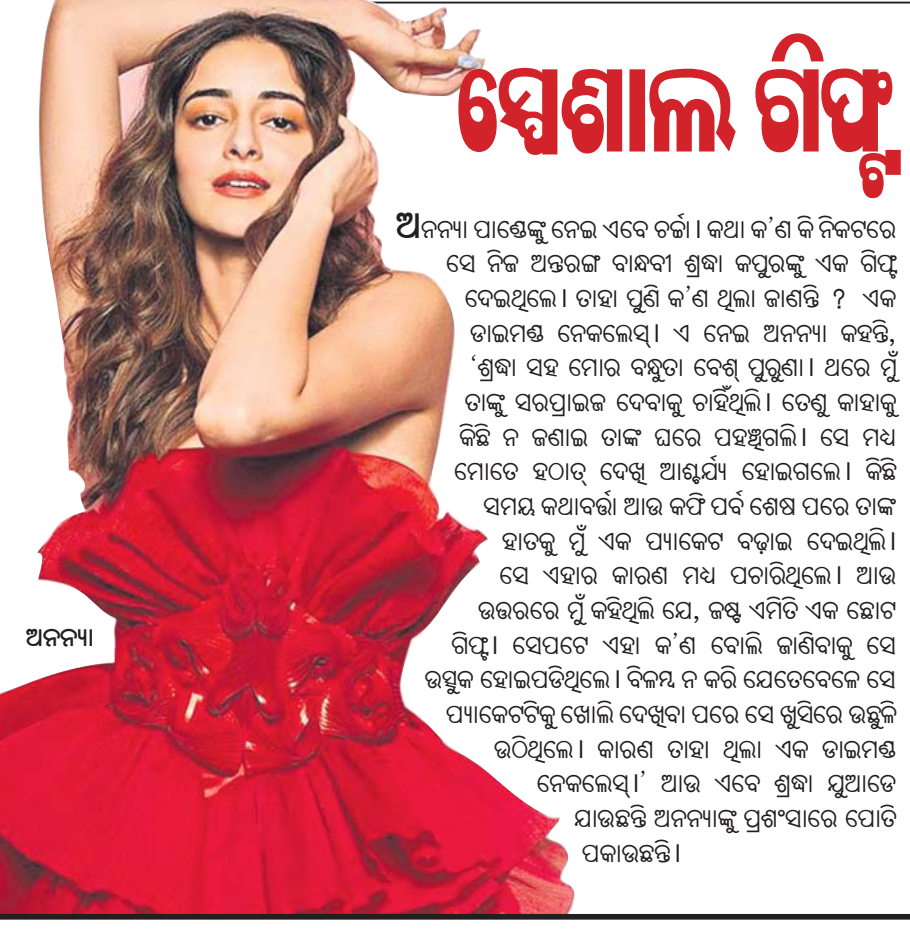 ସ୍ପେଶାଲ ଗିଫ୍ଟ
ଅନନ୍ୟା ପାଣ୍ଡେଙ୍କୁ ନେଇ ଏବେ ଚର୍ଚ୍ଚା । କଥା କ'ଣ କି ନିକଟରେ
ସେ ନିଜ ଅନ୍ତରଙ୍ଗ ବାନ୍ଧବୀ ଶ୍ରଦ୍ଧା କପୁରଙ୍କୁ ଏକ ଗିଫ୍ଟ
ଦେଇଥିଲେ । ତାହା ପୁଣି କ'ଣ ଥିଲା ଜାଣନ୍ତି ? ଏକ
ଡାଇମଣ୍ଡ ନେକଲେସ୍ । ଏ ନେଇ ଅନନ୍ୟା କହନ୍ତି,
'ଶ୍ରଦ୍ଧା ସହ ମୋର ବନ୍ଧୁତା ବେଶ୍ ପୁରୁଣା । ଥରେ ମୁଁ
ତାଙ୍କୁ ସରପ୍ରାଇଜ ଦେବାକୁ ଚାହିଁଥିଲି । ତେଣୁ କାହାକୁ
କିଛି ନ ଜଣାଇ ତାଙ୍କ ଘରେ ପହଞ୍ଚିଗଲି । ସେ ମଧ୍ୟ
ମୋତେ ହଠାତ୍ ଦେଖି ଆଶ୍ଚର୍ଯ୍ୟ ହୋଇଗଲେ । କିଛି
ସମୟ କଥାବାର୍ତ୍ତା ଆଉ କଫି ପର୍ବ ଶେଷ ପରେ ତାଙ୍କ
ହାତକୁ ମୁଁ ଏକ ପ୍ୟାକେଟ ବଢ଼ାଇ ଦେଇଥିଲି ।
ସେ ଏହାର କାରଣ ମଧ୍ୟ ପଚାରିଥିଲେ । ଆଉ
ଉତ୍ତରରେ ମୁଁ କହିଥିଲି ଯେ, ଜଷ୍ଟ ଏମିତି ଏକ ଛୋଟ
ଗିଫ୍ଟ । ସେପଟେ ଏହା କ'ଣ ବୋଲି ଜାଣିବାକୁ ସେ
ଉତ୍ସୁକ ହୋଇପଡିଥିଲେ । ବିଳମ୍ବ ନ କରି ଯେତେବେଳେ ସେ
ପ୍ୟାକେଟଟିକୁ ଖୋଲି ଦେଖିବା ପରେ ସେ ଖୁସିରେ ଉଛୁଳି
ଉଠିଥିଲେ । କାରଣ ତାହା ଥିଲା ଏକ ଡାଇମଣ୍ଡ
ନେକଲେସ୍ ।' ଆଉ ଏବେ ଶ୍ରଦ୍ଧା ଯୁଆଡେ
ଯାଉଛନ୍ତି ଅନନ୍ୟାଙ୍କୁ ପ୍ରଶଂସାରେ ପୋତି
ପକାଉଛନ୍ତି ।
ଅନନ୍ୟା